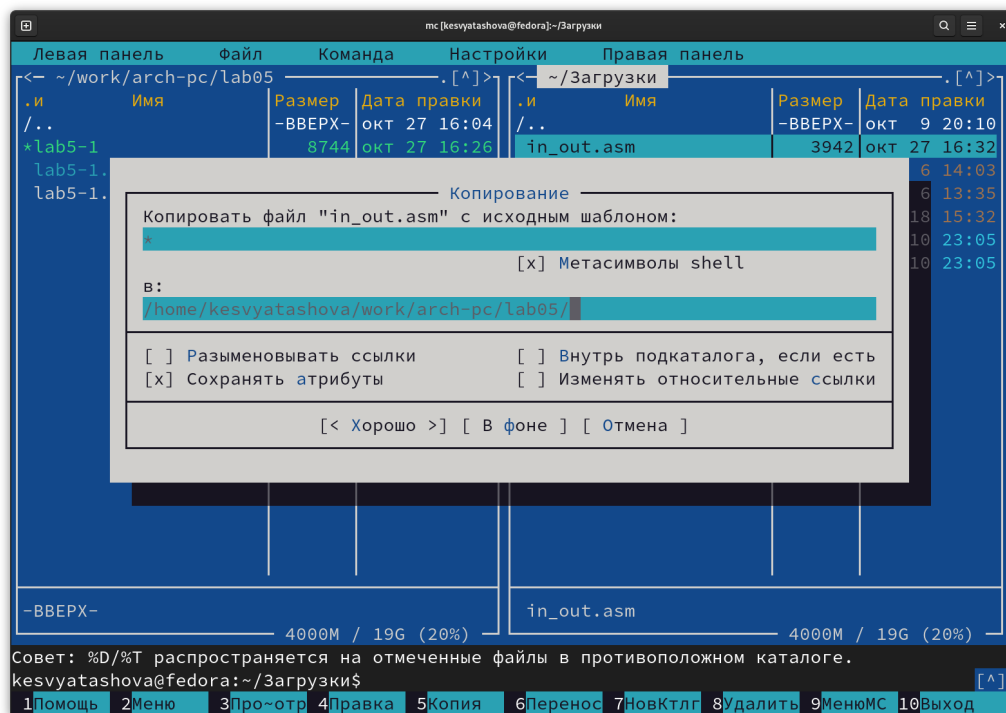 mc [kesvyatashova@fedora]:~/Загрузки
Левая панель Файл Команда Настройки Правая панель
<— ~/work/arch-pc/lab05 .[^]> <— ~/Загрузки .[^]>
.и Имя Размер Дата правки .и Имя Размер Дата правки
/.. -ВВЕРХ- окт 27 16:04 /.. -ВВЕРХ- окт 9 20:10
*lab5-1 8744 окт 27 16:26 in_out.asm 3942 окт 27 16:32
lab5-1. 6 14:03
lab5-1. 6 13:35
Копирование
Копировать файл "in_out.asm" с исходным шаблоном: 18 15:32
* 10 23:05
[x] Метасимволы shell 10 23:05
в:
/home/kesvyatashova/work/arch-pc/lab05/
[ ] Разыменовывать ссылки [ ] Внутрь подкаталога, если есть
[x] Сохранять атрибуты [ ] Изменять относительные ссылки
[< Хорошо >] [ В фоне ] [ Отмена ]
-ВВЕРХ- in_out.asm
4000M / 19G (20%) 4000M / 19G (20%)
Совет: %D/%T распространяется на отмеченные файлы в противоположном каталоге.
kesvyatashova@fedora:~/Загрузки$ [^]
1Помощь 2Меню 3Про~отр 4Правка 5Копия 6Перенос 7НовКтлг 8Удалить 9МенюМС 10Выход